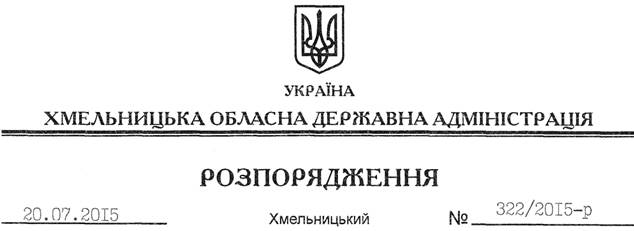 УКРАЇНА
ХМЕЛЬНИЦЬКА ОБЛАСНА ДЕРЖАВНА АДМІНІСТРАЦІЯ
РОЗПОРЯДЖЕННЯ
20.07.2015 Хмельницький № 322/2015-р